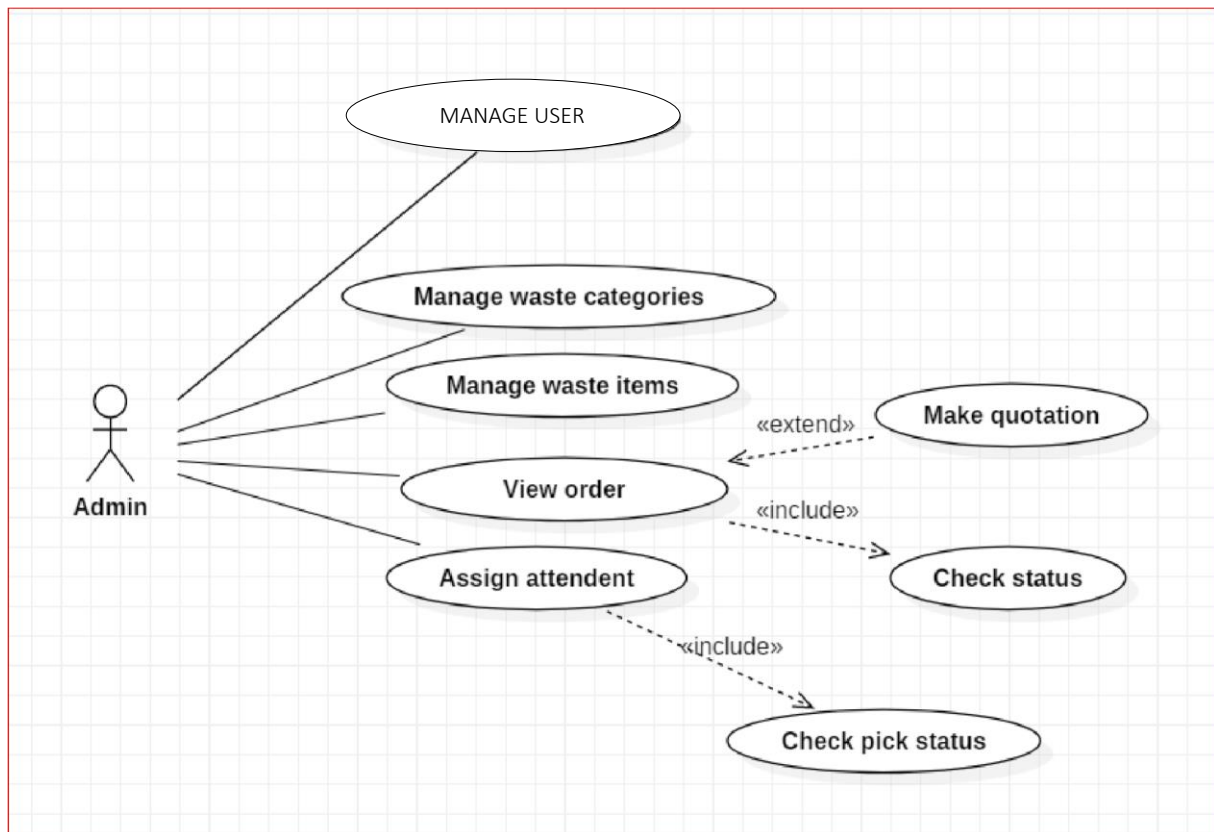 MANAGE USER
Manage waste categories
Manage waste items
Make quotation
«extend»
View order
«include»
Admin
Assign attendent
Check status
«include»
Check pick status